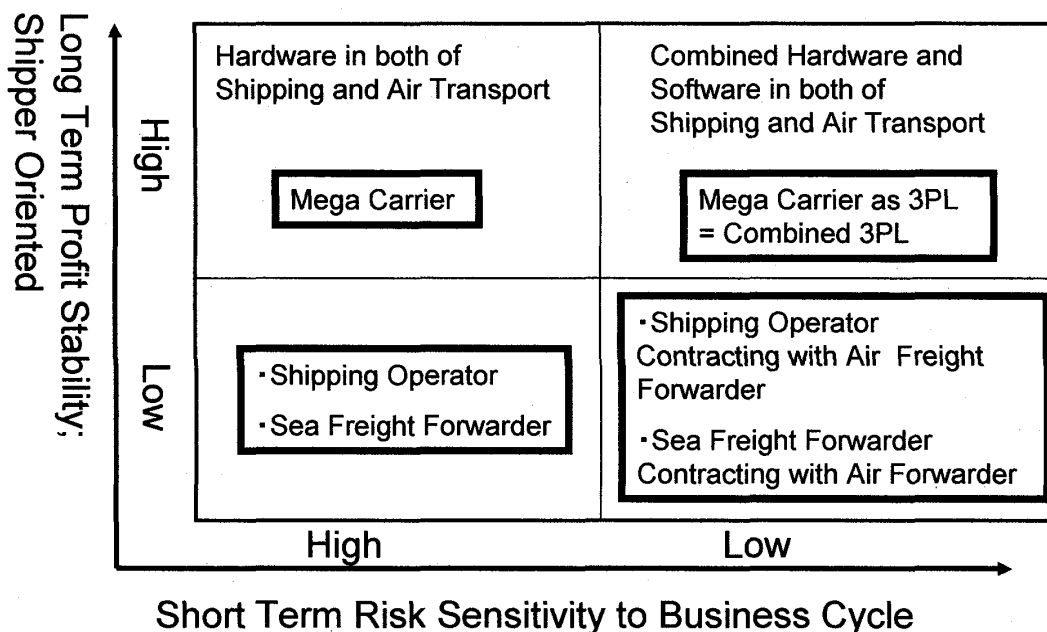 Long Term Profit Stability;
Shipper Oriented
High
Low
Hardware in both of
Shipping and Air Transport
Mega Carrier
Combined Hardware and
Software in both of
Shipping and Air Transport
Mega Carrier as 3PL
= Combined 3PL
・Shipping Operator
・Sea Freight Forwarder
・Shipping Operator
Contracting with Air Freight
Forwarder
・Sea Freight Forwarder
Contracting with Air Forwarder
High
Low
Short Term Risk Sensitivity to Business Cycle